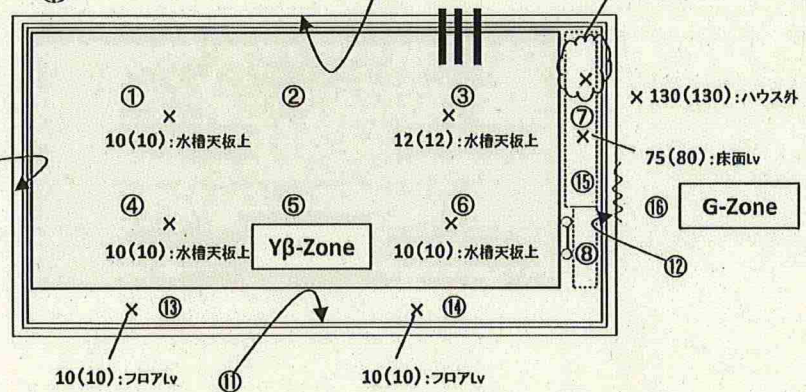 ① ② ③
10(10):水槽天板上
12(12):水槽天板上
⑦
130(130):ハウス外
75(80):床面Lv
④ ⑤ ⑥
10(10):水槽天板上
Yβ-Zone
10(10):水槽天板上
⑮
⑯
G-Zone
⑧
⑫
⑬ ⑭
10(10):フロアLv
⑪
10(10):フロアLv